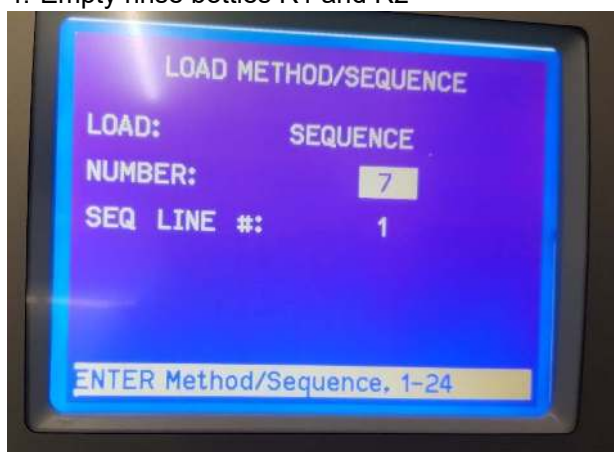 4. Empty rinse bottles R1 and R2
LOAD METHOD/SEQUENCE
LOAD: SEQUENCE
NUMBER: 7
SEQ LINE #: 1
ENTER Method/Sequence, 1-24